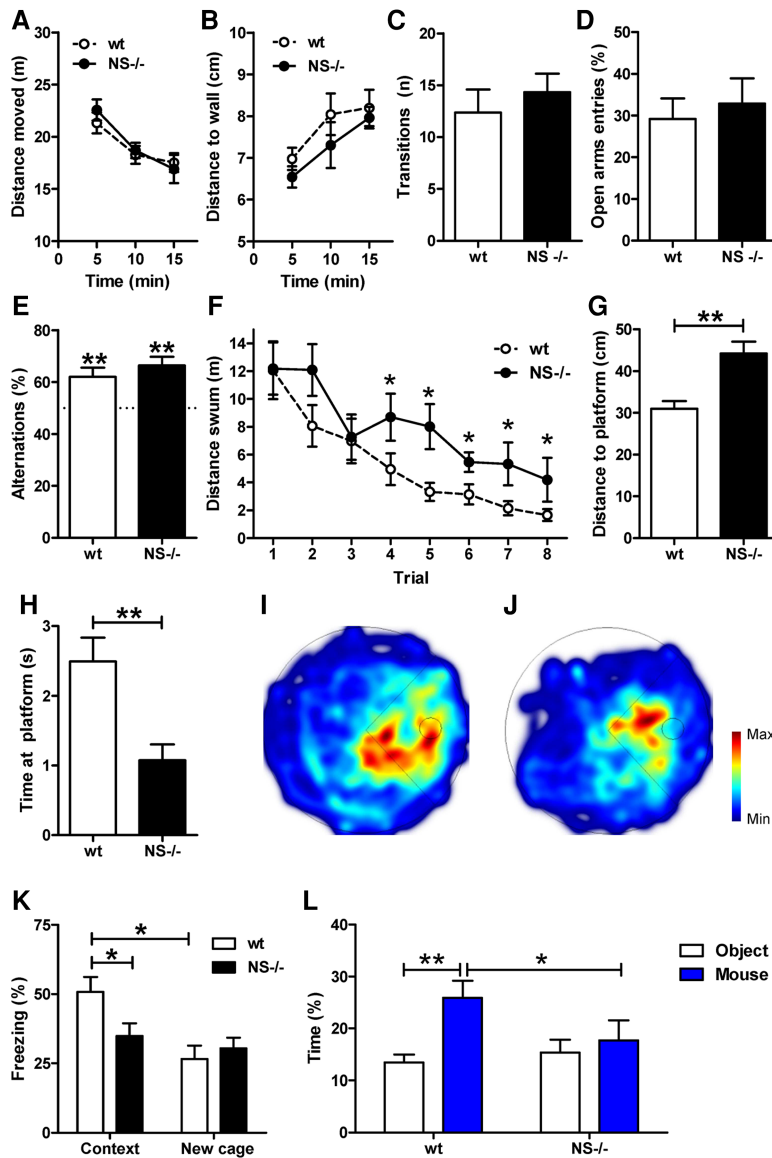 A
Distance moved (m)
30
25
20
15
10
0 5 10 15
Time (min)
wt
NS-/-
B
Distance to wall (cm)
10
9
8
7
6
5
0 5 10 15
Time (min)
wt
NS-/-
C
Transitions (n)
20
15
10
5
0
wt NS -/-
D
Open arms entries (%)
50
40
30
20
10
0
wt NS -/-
E
Alternations (%)
80
60
40
20
0
** **
wt NS-/-
F
Distance swum (m)
14
12
10
8
6
4
2
0
1 2 3 4 5 6 7 8
Trial
wt
NS-/-
* * * * *
G
Distance to platform (cm)
50
40
30
20
10
0
**
wt NS-/-
H
Time at platform (s)
3
2
1
0
**
wt NS-/-
I
J
Max
Min
K
Freezing (%)
75
50
25
0
*
*
wt
NS-/-
Context New cage
L
Time (%)
40
30
20
10
0
** *
Object
Mouse
wt NS-/-